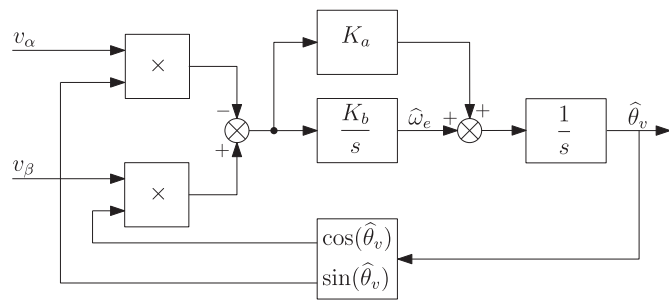 v_α
×
K_a
−
+
K_b/s
ω̂_e
+
+
1/s
θ̂_v
v_β
×
cos(θ̂_v)
sin(θ̂_v)